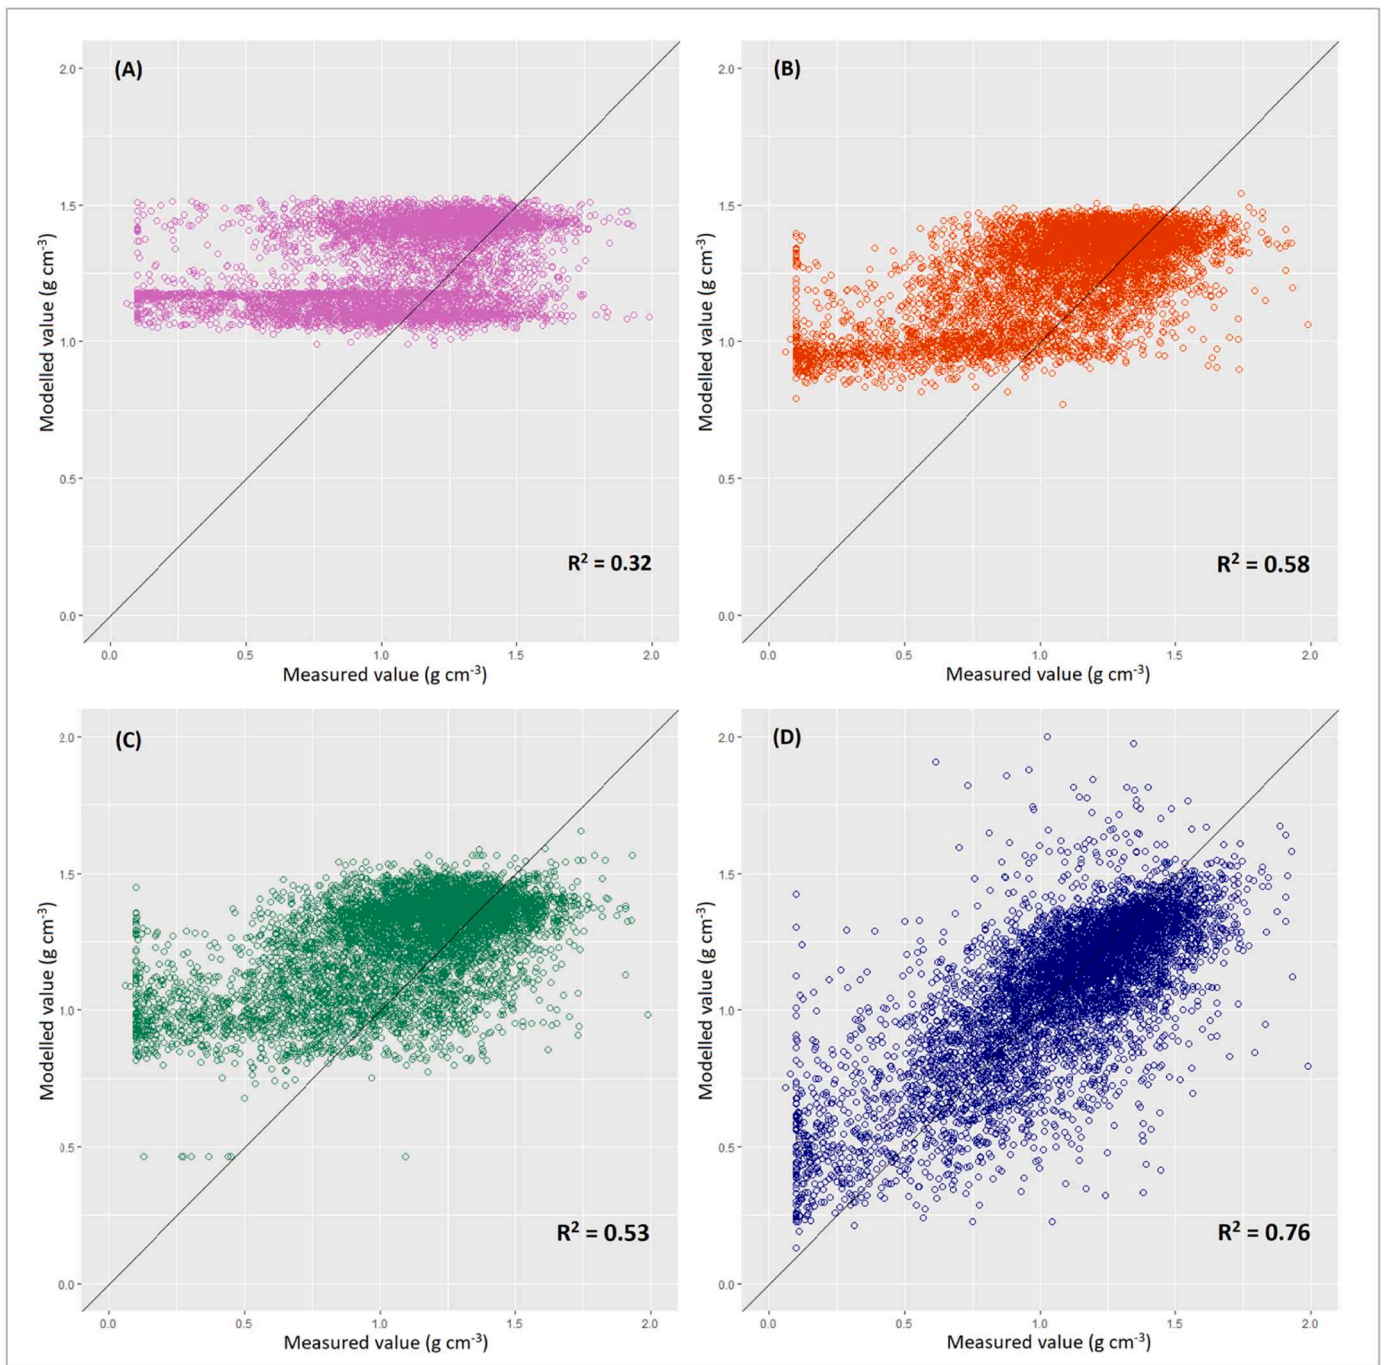 (A)
2.0
1.5
1.0
0.5
0.0
Modelled value (g cm⁻³)
R² = 0.32
0.0 0.5 1.0 1.5 2.0
Measured value (g cm⁻³)
(B)
2.0
1.5
1.0
0.5
0.0
Modelled value (g cm⁻³)
R² = 0.58
0.0 0.5 1.0 1.5 2.0
Measured value (g cm⁻³)
(C)
2.0
1.5
1.0
0.5
0.0
Modelled value (g cm⁻³)
R² = 0.53
0.0 0.5 1.0 1.5 2.0
Measured value (g cm⁻³)
(D)
2.0
1.5
1.0
0.5
0.0
Modelled value (g cm⁻³)
R² = 0.76
0.0 0.5 1.0 1.5 2.0
Measured value (g cm⁻³)